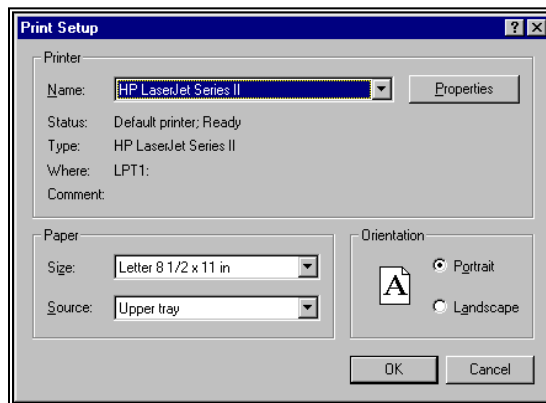 Print Setup
Printer
Name: HP LaserJet Series II Properties
Status: Default printer; Ready
Type: HP LaserJet Series II
Where: LPT1:
Comment:
Paper
Size: Letter 8 1/2 x 11 in
Source: Upper tray
Orientation
A
Portrait
Landscape
OK Cancel